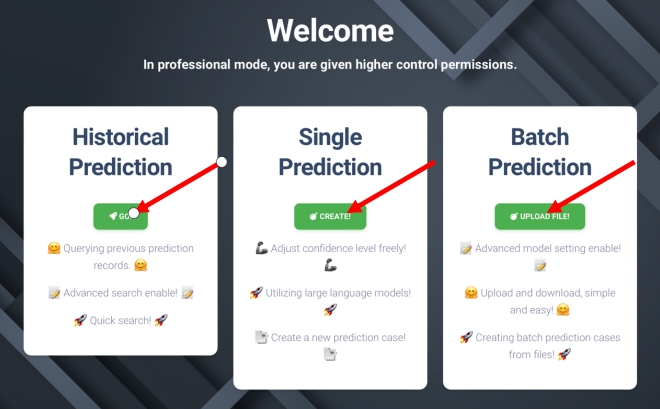 Welcome
In professional mode, you are given higher control permissions.
Historical
Prediction
GO
🤗 Querying previous prediction
records. 🤗
📝 Advanced search enable! 📝
🚀 Quick search! 🚀
Single
Prediction
CREATE!
🦾 Adjust confidence level freely!
🦾
🚀 Utilizing large language models!
🚀
Create a new prediction case!
Batch
Prediction
UPLOAD FILE!
📝 Advanced model setting enable!
📝
🤗 Upload and download, simple
and easy! 🤗
🚀 Creating batch prediction cases
from files! 🚀